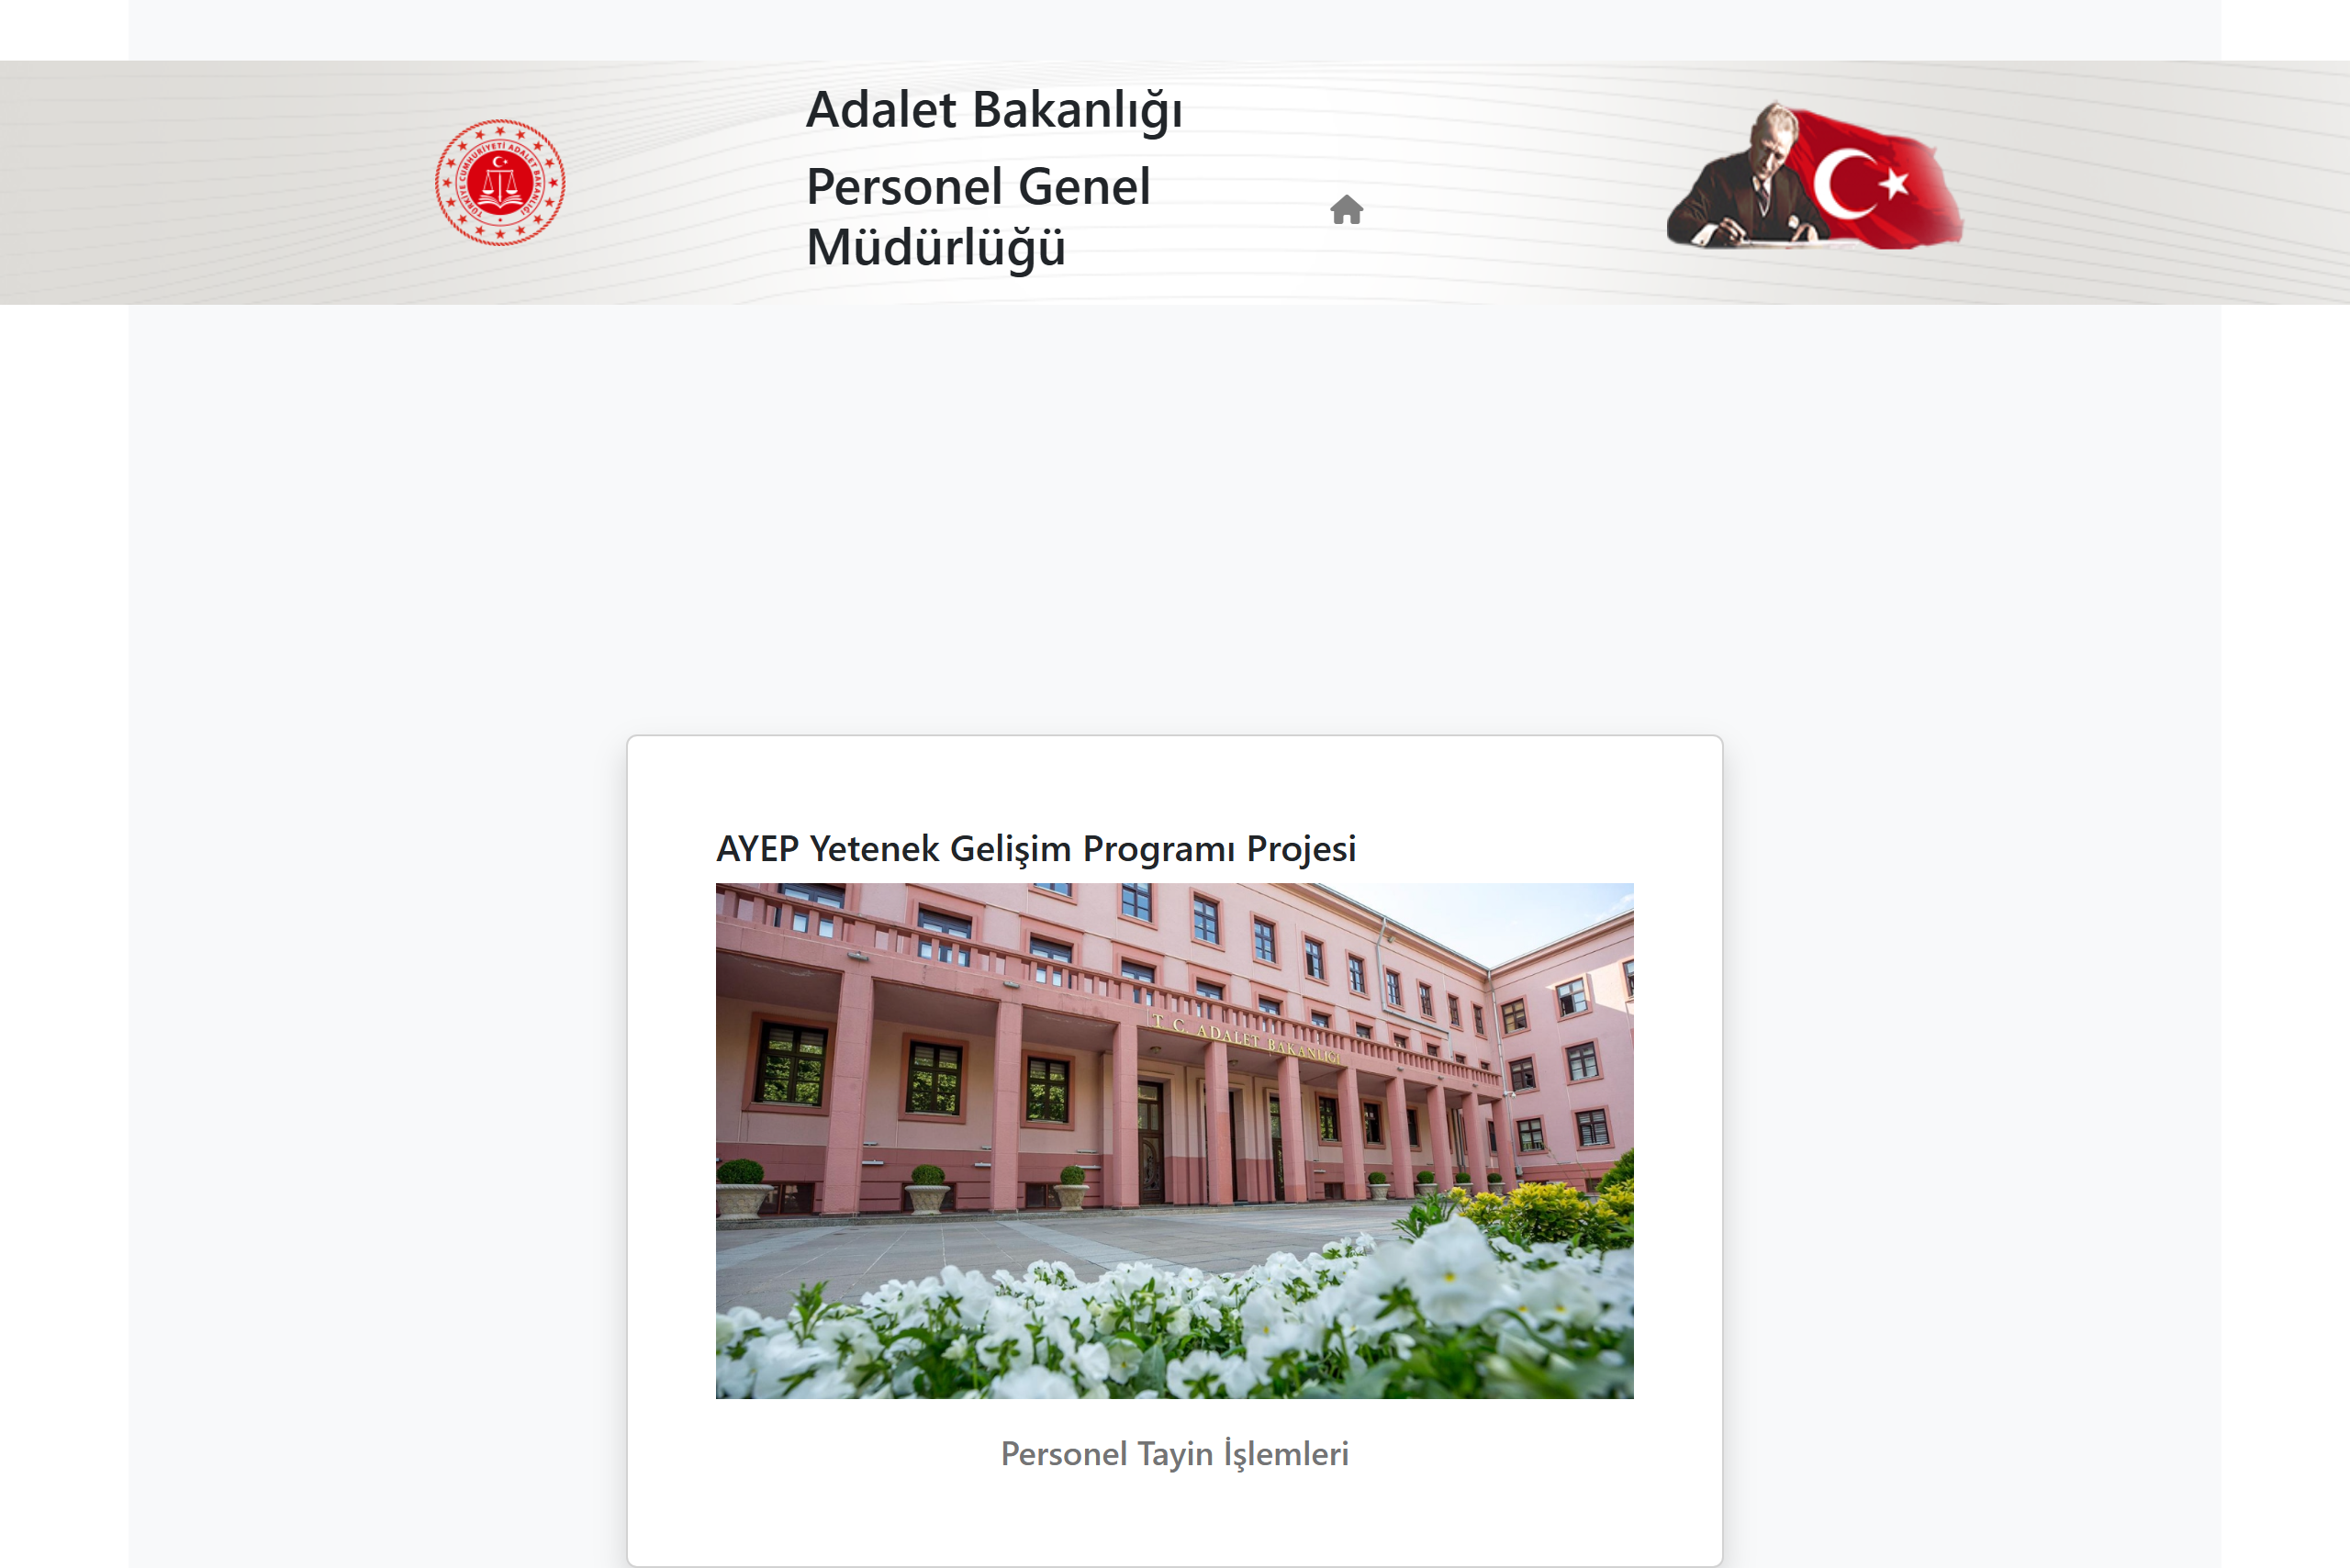 TÜRKİYE CUMHURİYETİ ADALET BAKANLIĞI
Adalet Bakanlığı
Personel Genel
Müdürlüğü
AYEP Yetenek Gelişim Programı Projesi
T C ADALET BAKANLIĞI
Personel Tayin İşlemleri